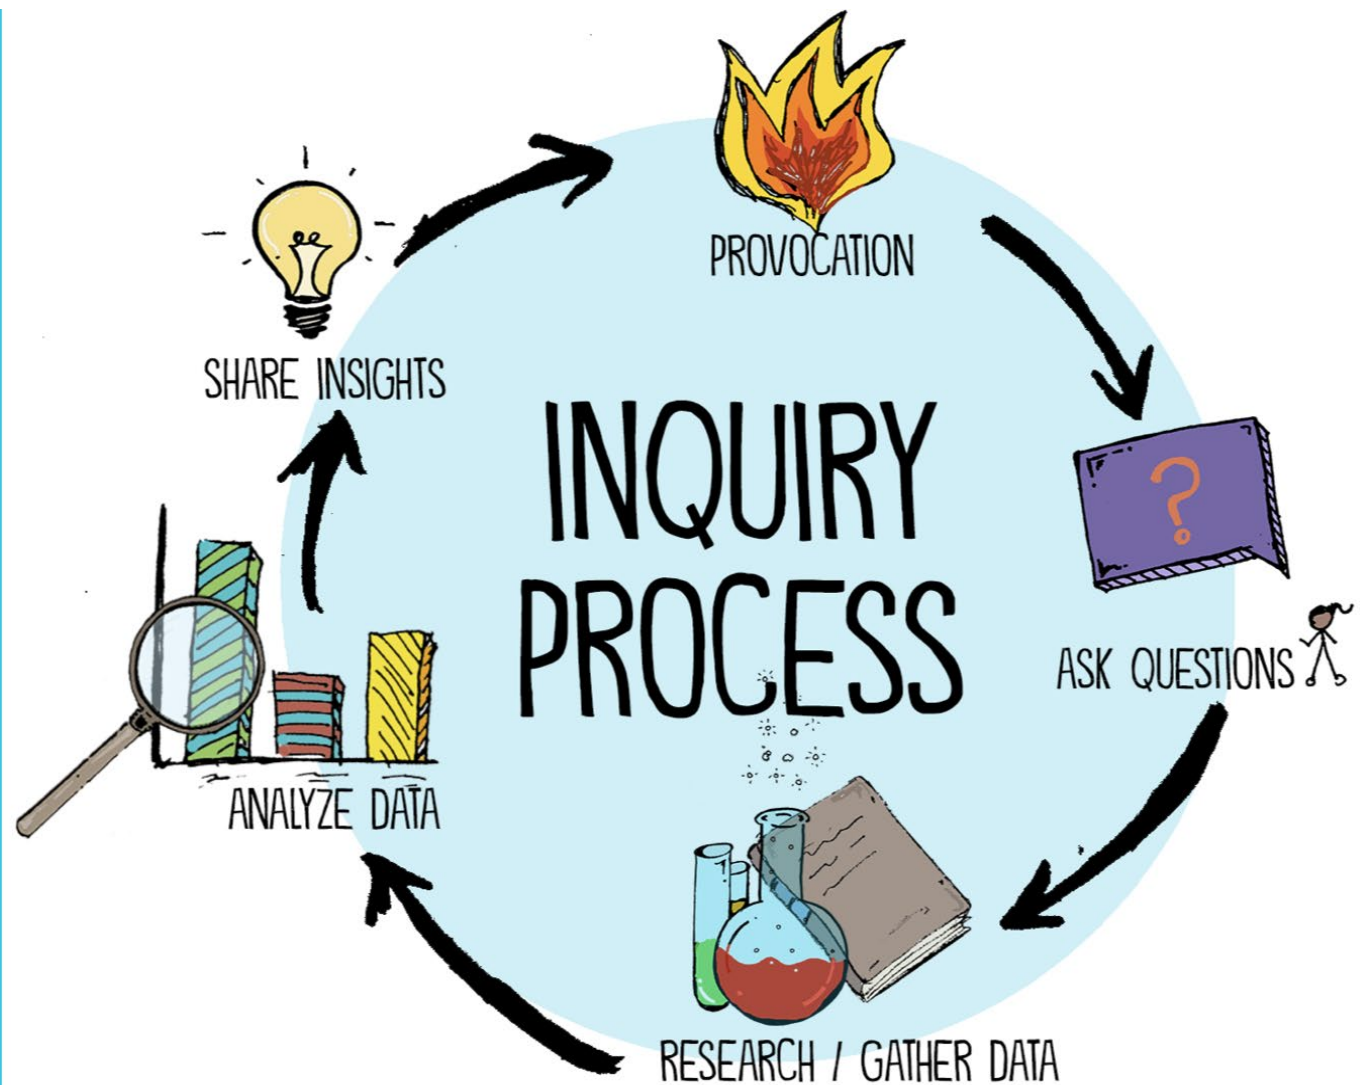 PROVOCATION
SHARE INSIGHTS
INQUIRY
PROCESS
?
ASK QUESTIONS
ANALYZE DATA
RESEARCH / GATHER DATA